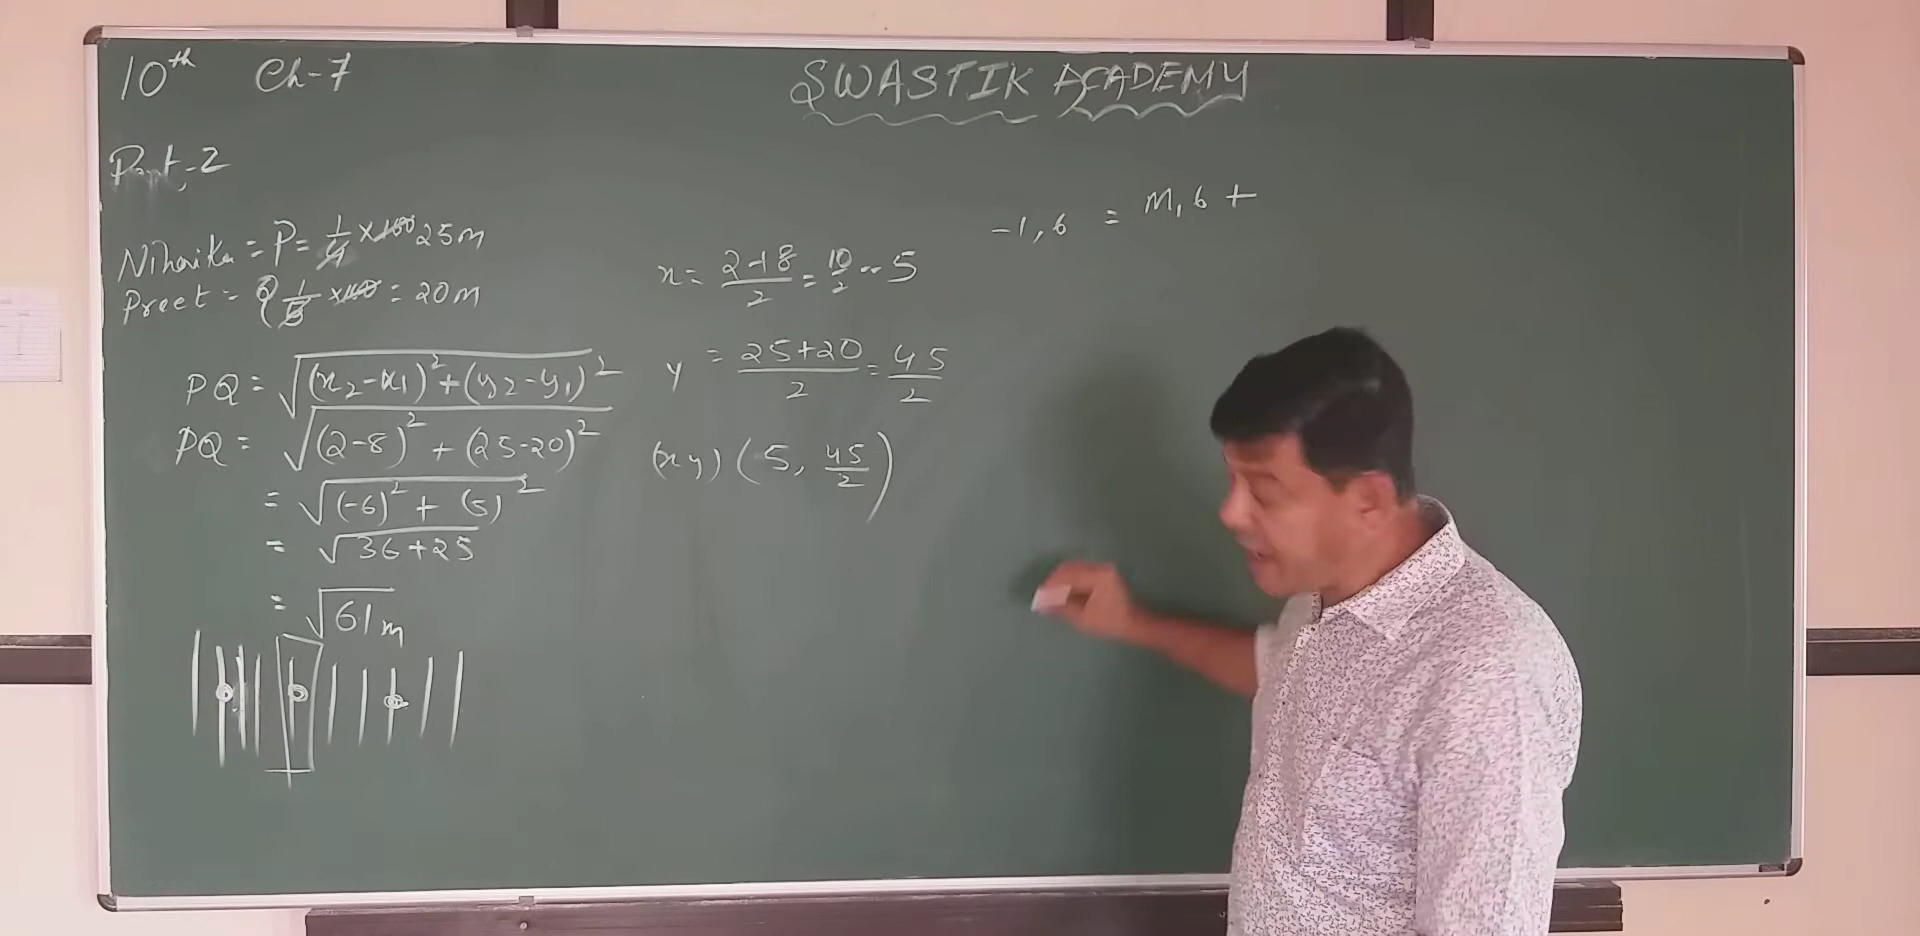 10th Ch-7
SWASTIK ACADEMY
Part-2
Niharika = P = 1/4 × 100 25m
Preet = Q 1/5 × 100 = 20m
PQ = √(x₂-x₁)² + (y₂-y₁)²
PQ = √(2-8)² + (25-20)²
= √(-6)² + (5)²
= √36+25
= √61 m
x = 2+8/2 = 10/2 = 5
y = 25+20/2 = 45/2
(x y) (5, 45/2)
-1, 6 = M, 6 +